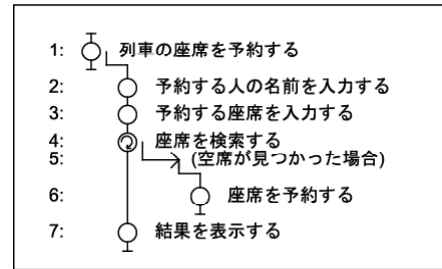 1: 列車の座席を予約する
2: 予約する人の名前を入力する
3: 予約する座席を入力する
4: 座席を検索する
5: (空席が見つかった場合)
6: 座席を予約する
7: 結果を表示する